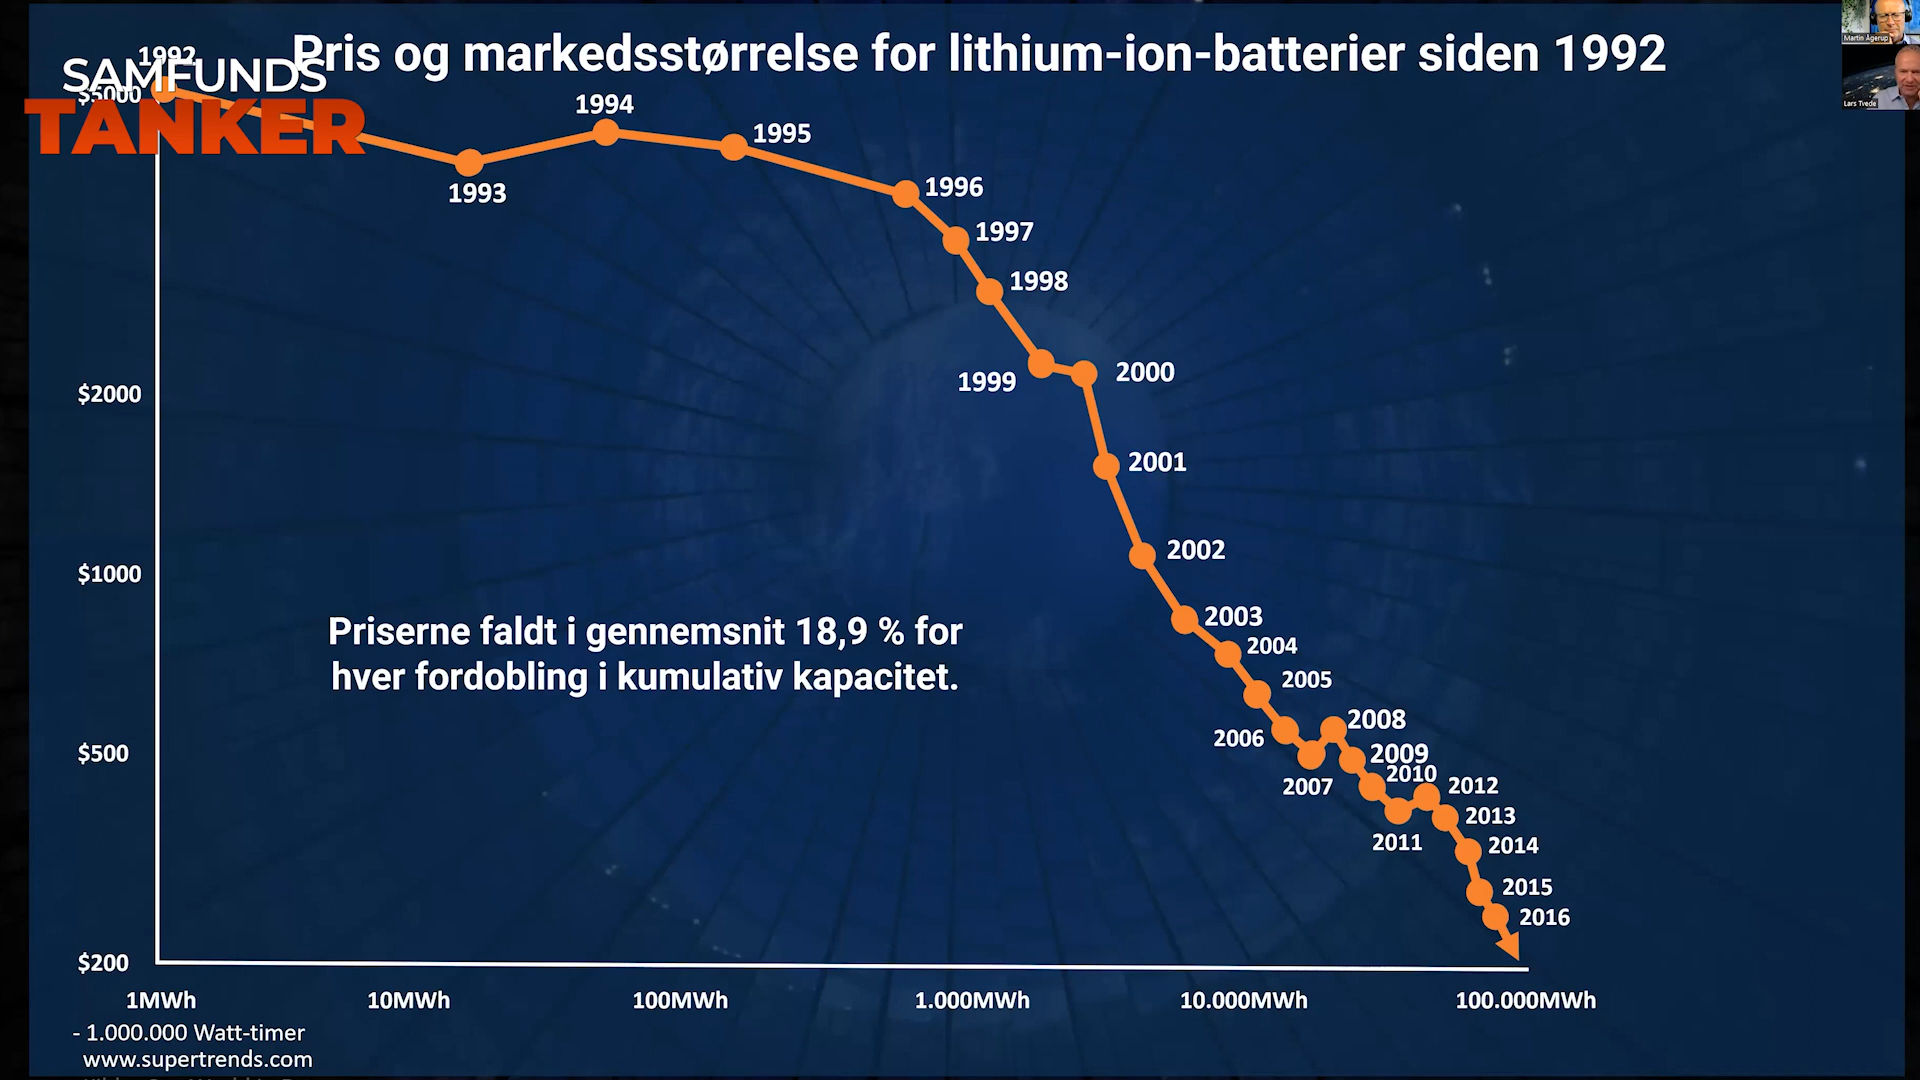 Pris og markedsstørrelse for lithium-ion-batterier siden 1992
SAMFUNDS
TANKER
Martin Ågerup
Lars Tvede
1992
1993
1994
1995
1996
1997
1998
1999
2000
2001
2002
2003
2004
2005
2006
2007
2008
2009
2010
2011
2012
2013
2014
2015
2016
$5000
$2000
$1000
$500
$200
Priserne faldt i gennemsnit 18,9 % for
hver fordobling i kumulativ kapacitet.
1MWh
10MWh
100MWh
1.000MWh
10.000MWh
100.000MWh
- 1.000.000 Watt-timer
www.supertrends.com